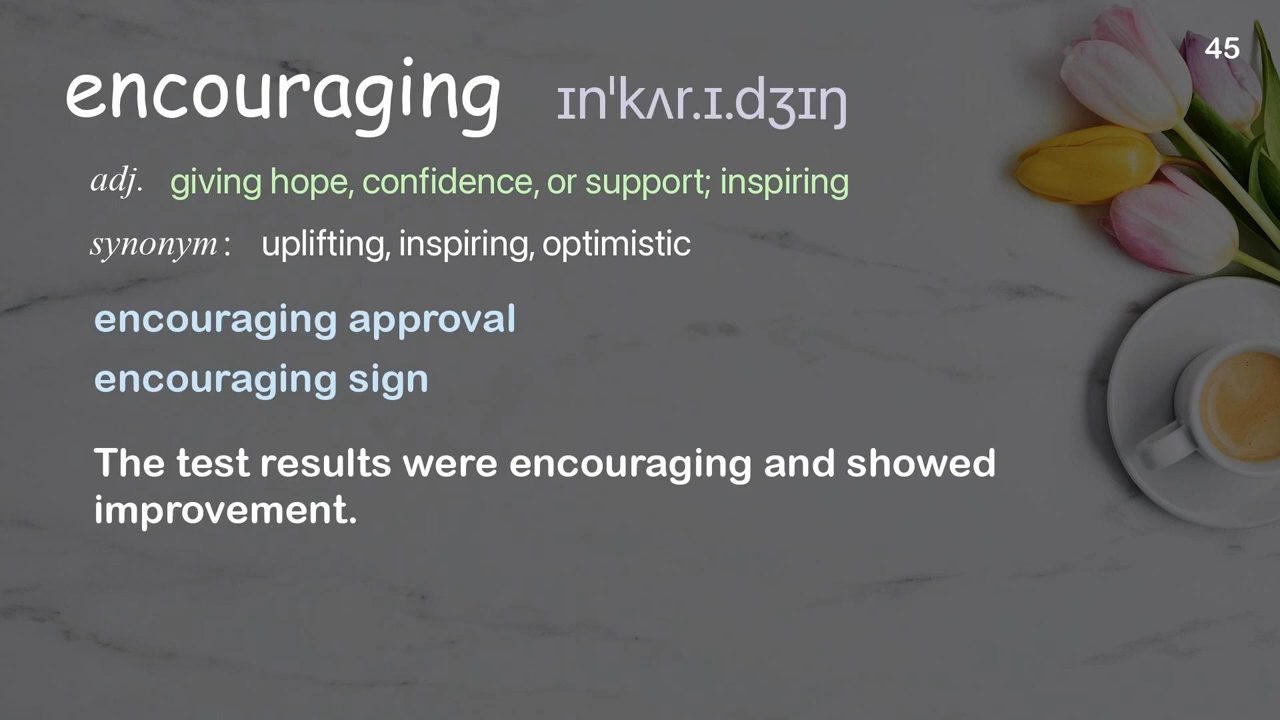 45
encouraging ɪnˈkʌr.ɪ.dʒɪŋ
adj. giving hope, confidence, or support; inspiring
synonym: uplifting, inspiring, optimistic
encouraging approval
encouraging sign
The test results were encouraging and showed
improvement.